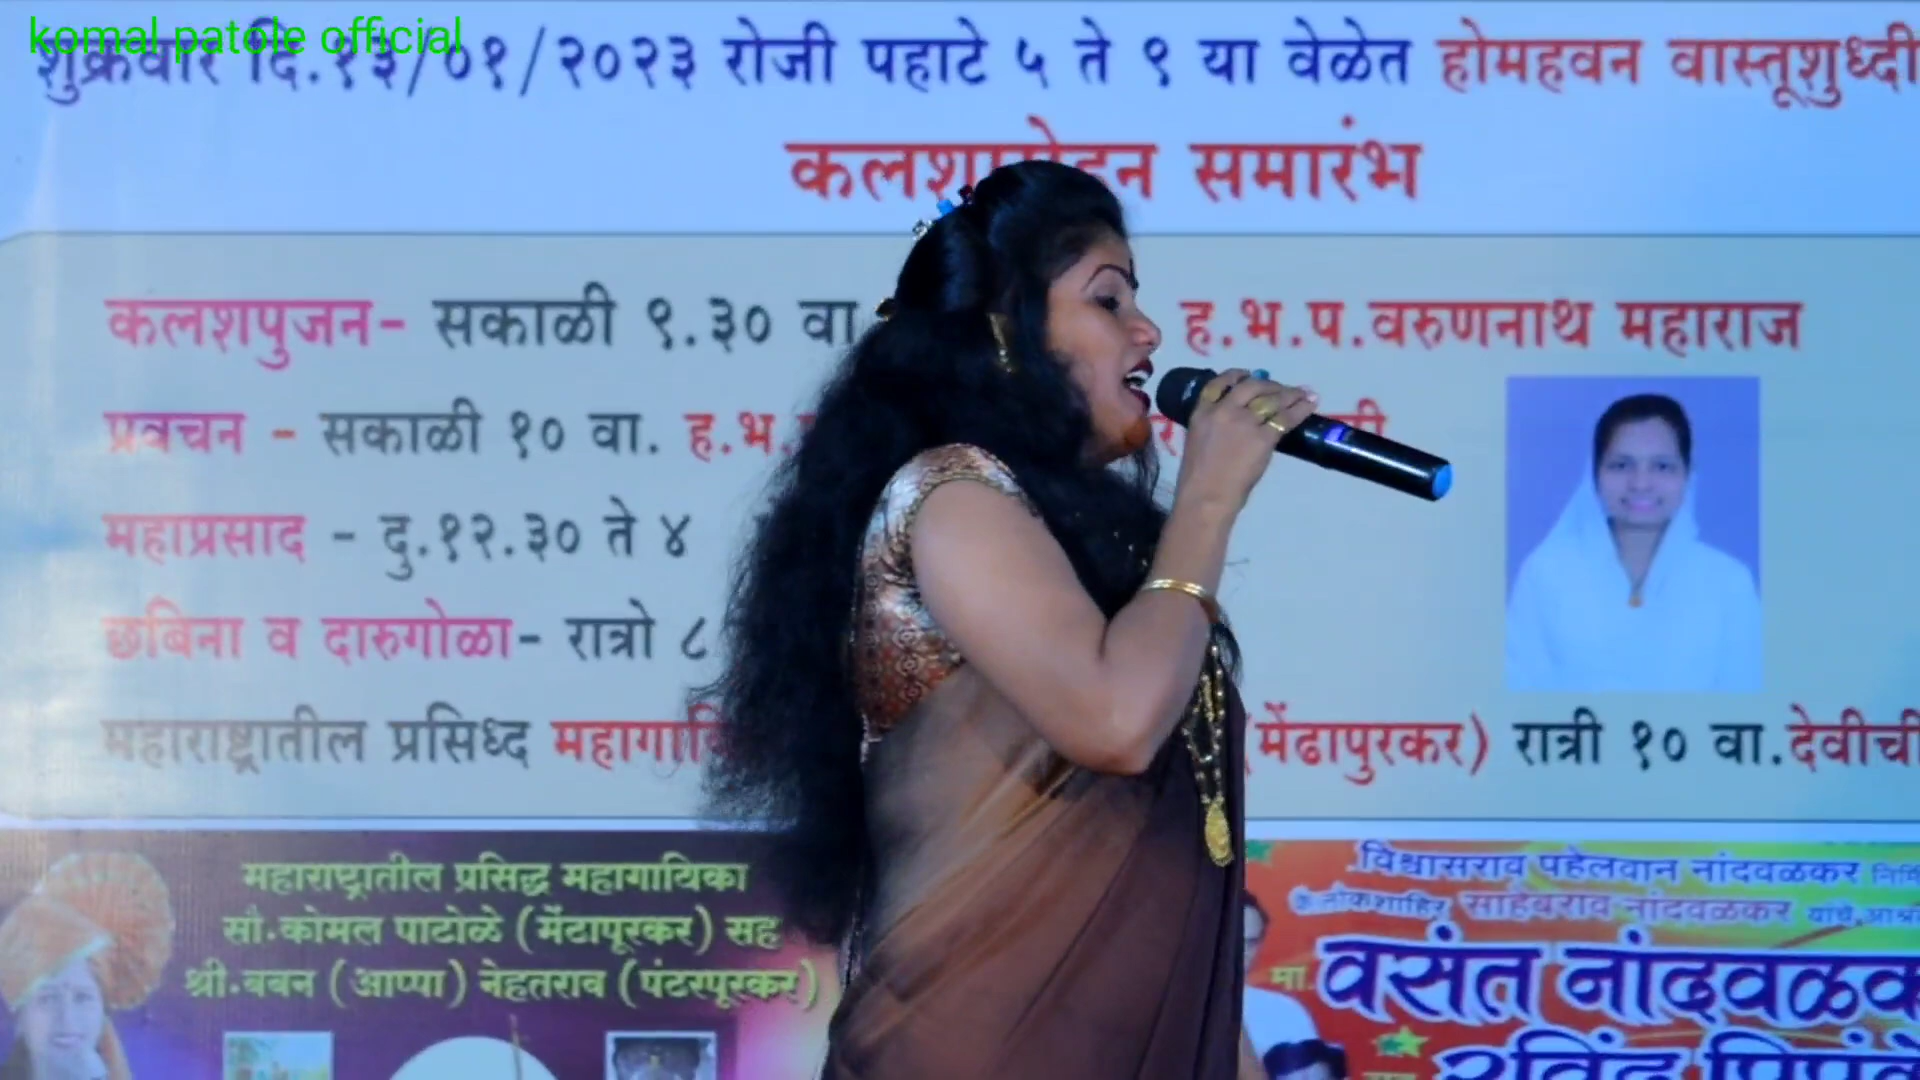 komal patole official
शुक्रवार दि.१३/०१/२०२३ रोजी पहाटे ५ ते ९ या वेळेत होमहवन वास्तूशुध्दी
समारंभ
कलशपुजन- सकाळी ९.३० वा ह.भ.प.वरुणनाथ महाराज
प्रवचन - सकाळी १० वा. ह.भ.
महाप्रसाद - दु.१२.३० ते ४
छबिना व दारुगोळा- रात्रो ८
महाराष्ट्रातील प्रसिध्द (मेंढापुरकर) रात्री १० वा.देवीची
महाराष्ट्रातील प्रसिद्ध महागायिका
सौ.कोमल पाटोळे (मेंटापूरकर) सह
श्री.बबन (आप्पा) नेहतराव (पंटरपूरकर)
विश्वासराव पहेलवान नांदवळकर
साहेबराव नांदवळकर यांचे
मा. वसंत नांदवळक